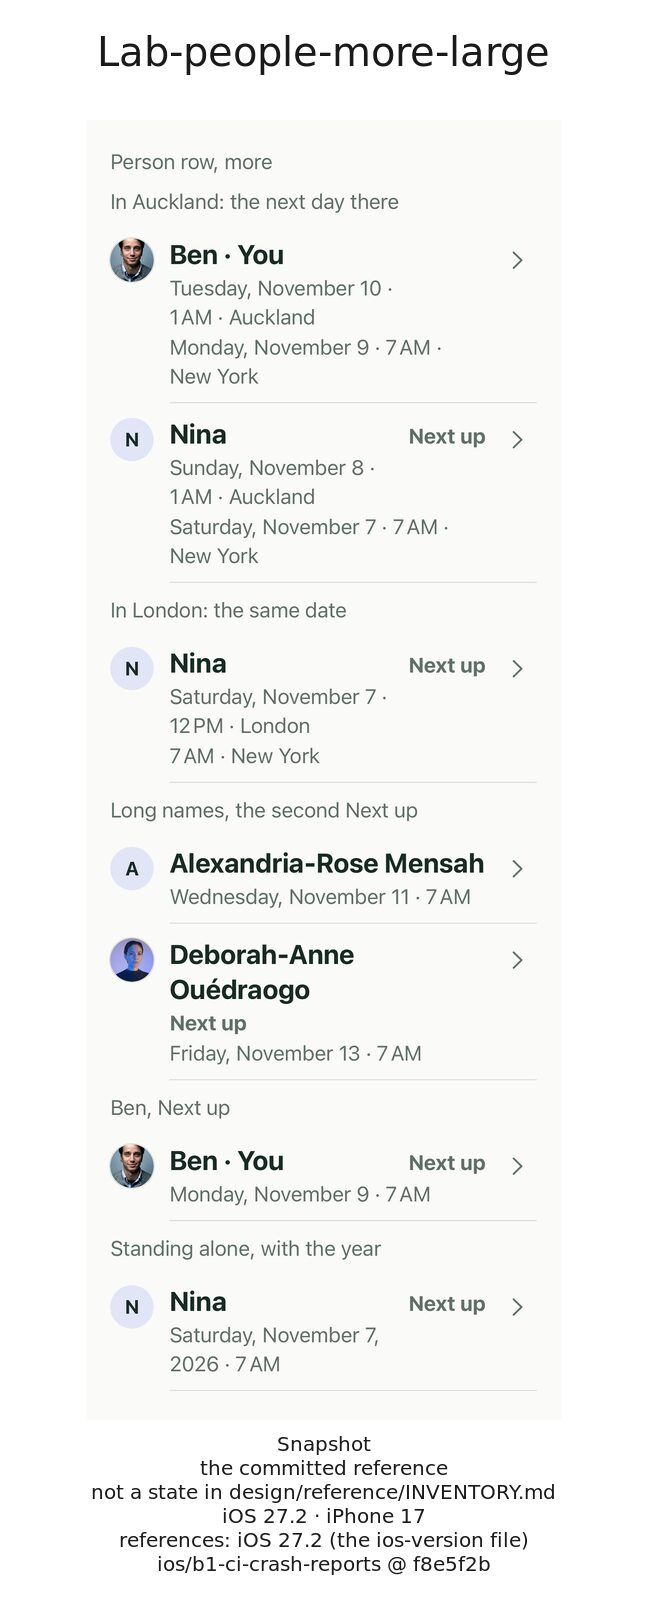 Lab-people-more-large
Person row, more
In Auckland: the next day there
Ben · You
Tuesday, November 10 ·
1 AM · Auckland
Monday, November 9 · 7 AM ·
New York
N
Nina
Next up
Sunday, November 8 ·
1 AM · Auckland
Saturday, November 7 · 7 AM ·
New York
In London: the same date
N
Nina
Next up
Saturday, November 7 ·
12 PM · London
7 AM · New York
Long names, the second Next up
A
Alexandria-Rose Mensah
Wednesday, November 11 · 7 AM
Deborah-Anne
Ouédraogo
Next up
Friday, November 13 · 7 AM
Ben, Next up
Ben · You
Next up
Monday, November 9 · 7 AM
Standing alone, with the year
N
Nina
Next up
Saturday, November 7,
2026 · 7 AM
Snapshot
the committed reference
not a state in design/reference/INVENTORY.md
iOS 27.2 · iPhone 17
references: iOS 27.2 (the ios-version file)
ios/b1-ci-crash-reports @ f8e5f2b